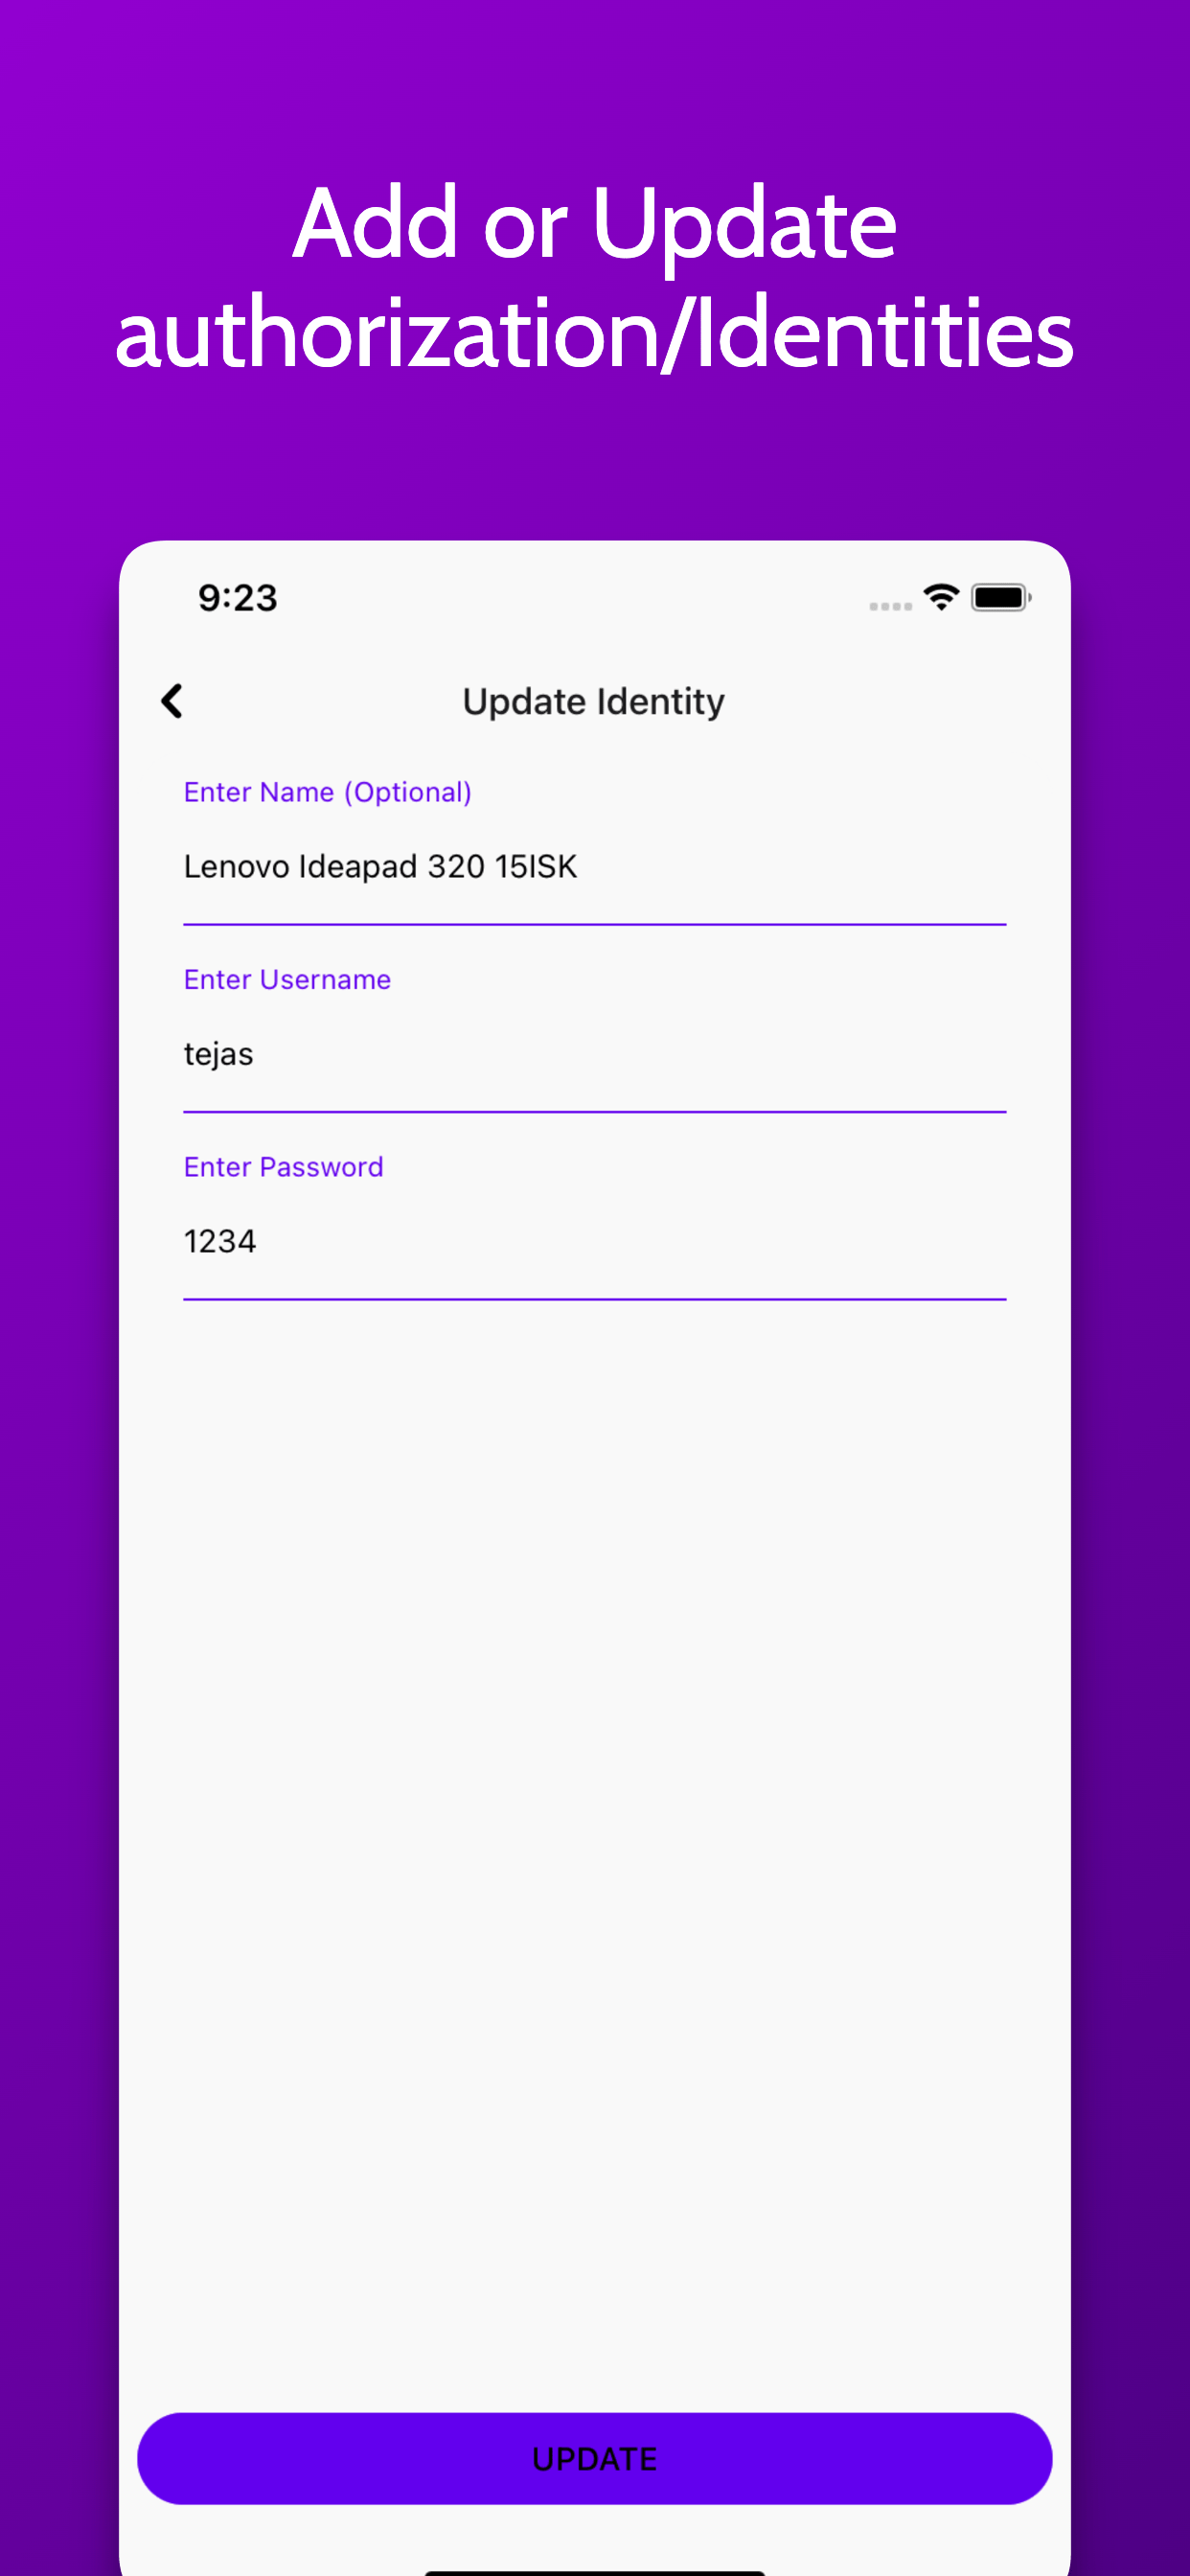 Add or Update
authorization/Identities
9:23
Update Identity
Enter Name (Optional)
Lenovo Ideapad 320 15ISK
Enter Username
tejas
Enter Password
1234
UPDATE